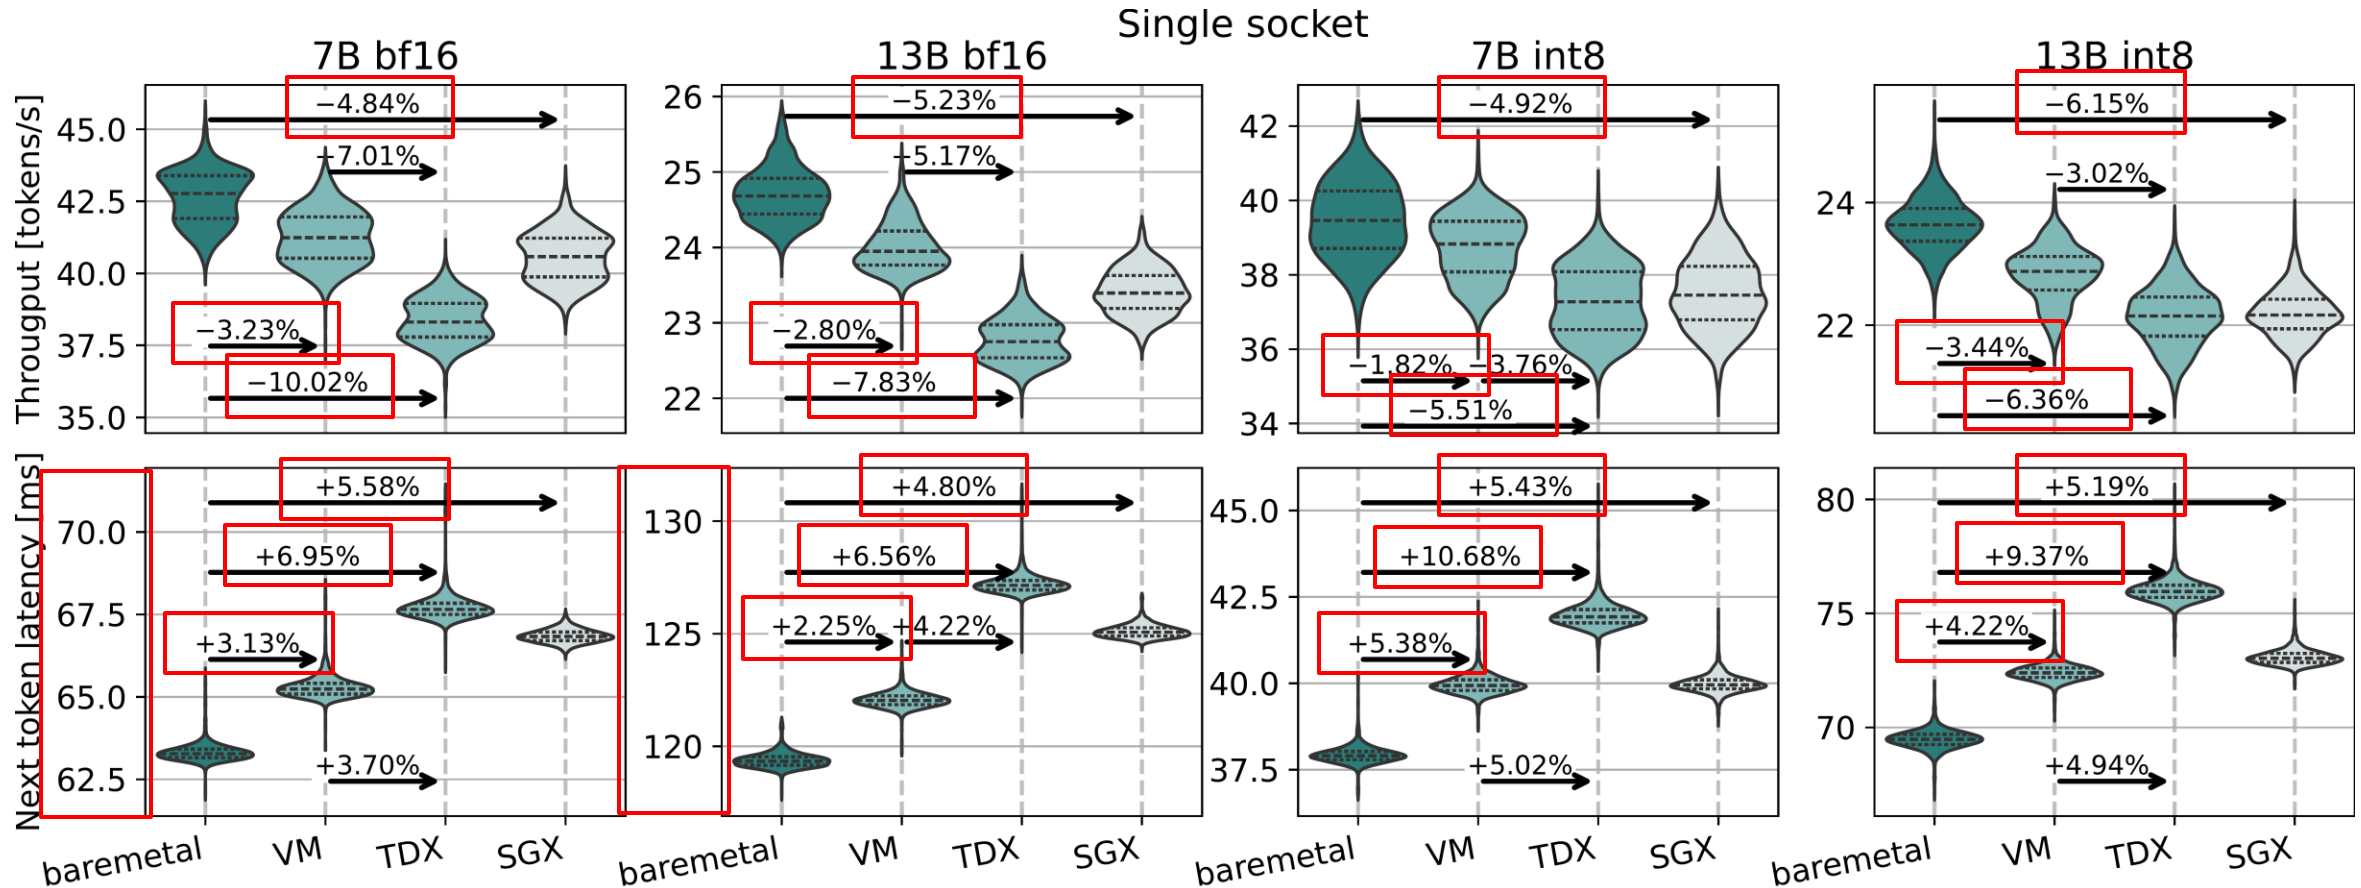 Single socket
7B bf16
13B bf16
7B int8
13B int8
Througput [tokens/s]
45.0
42.5
40.0
37.5
35.0
−4.84%
−7.01%
−3.23%
−10.02%
26
25
24
23
22
−5.23%
−5.17%
−2.80%
−7.83%
42
40
38
36
34
−4.92%
−1.82%
−3.76%
−5.51%
24
22
−6.15%
−3.02%
−3.44%
−6.36%
Next token latency [ms]
70.0
67.5
65.0
62.5
+5.58%
+6.95%
+3.13%
+3.70%
130
125
120
+4.80%
+6.56%
+2.25%
+4.22%
45.0
42.5
40.0
37.5
+5.43%
+10.68%
+5.38%
+5.02%
80
75
70
+5.19%
+9.37%
+4.22%
+4.94%
baremetal
VM
TDX
SGX
baremetal
VM
TDX
SGX
baremetal
VM
TDX
SGX
baremetal
VM
TDX
SGX